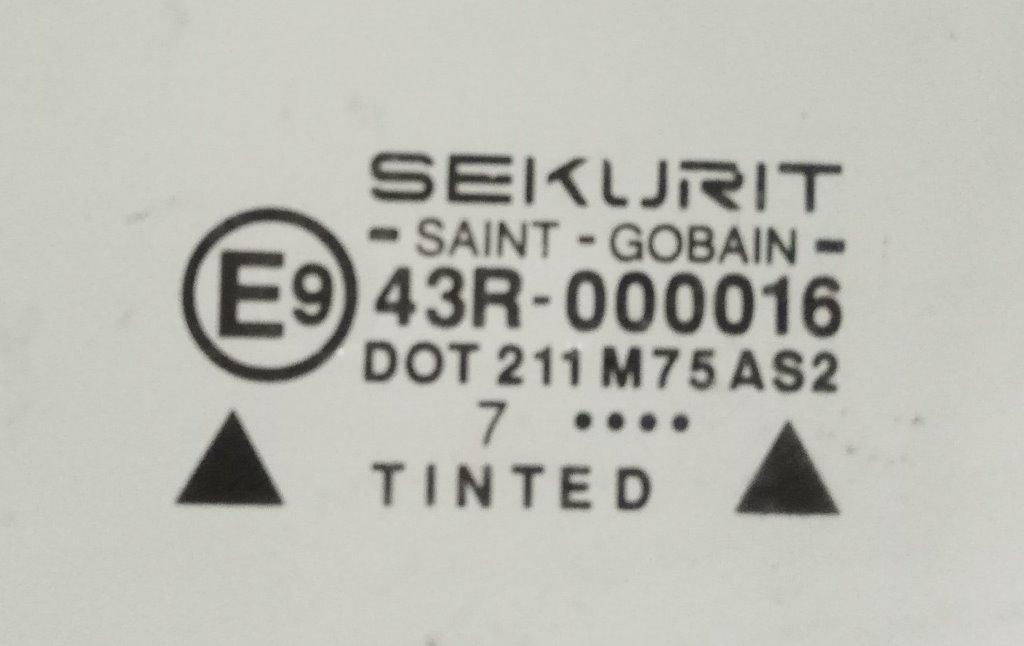 SEKURIT
- SAINT - GOBAIN -
E9
43R-000016
DOT 211 M75 AS2
7 ••••
TINTED